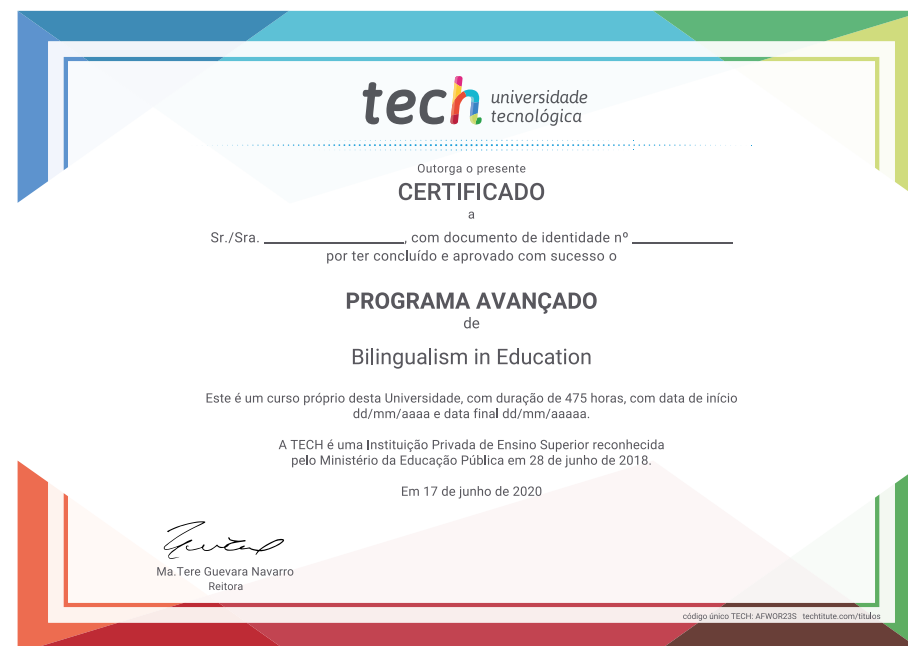 tech universidade
tecnológica
Outorga o presente
CERTIFICADO
a
Sr./Sra. ____________________, com documento de identidade nº ______________
por ter concluído e aprovado com sucesso o
PROGRAMA AVANÇADO
de
Bilingualism in Education
Este é um curso próprio desta Universidade, com duração de 475 horas, com data de início
dd/mm/aaaa e data final dd/mm/aaaaa.
A TECH é uma Instituição Privada de Ensino Superior reconhecida
pelo Ministério da Educação Pública em 28 de junho de 2018.
Em 17 de junho de 2020
Ma.Tere Guevara Navarro
Reitora
código único TECH: AFWOR23S techtitute.com/titulos